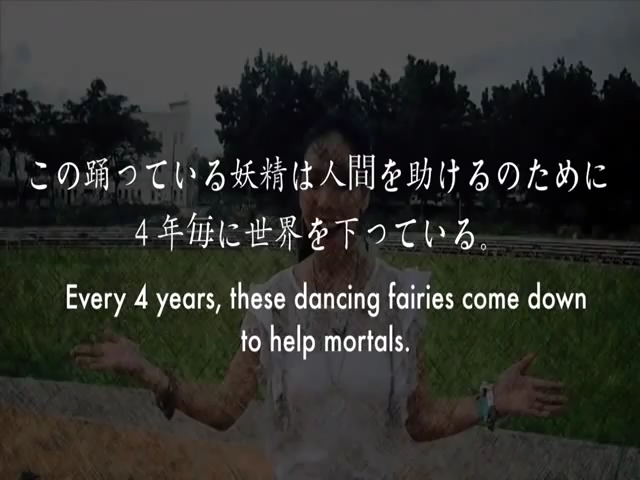 この踊っている妖精は人間を助けるのために
４年毎に世界を下っている。
Every 4 years, these dancing fairies come down
to help mortals.